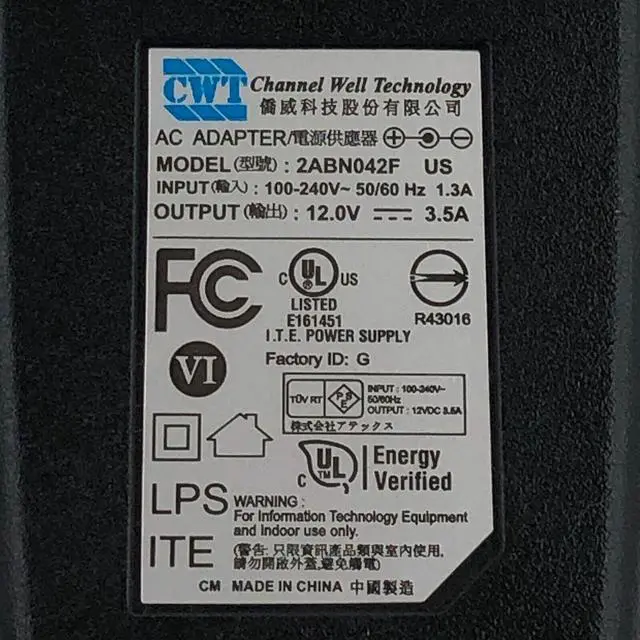 CWT Channel Well Technology
僑威科技股份有限公司
AC ADAPTER/電源供應器
MODEL(型號) : 2ABN042F US
INPUT(輸入) : 100-240V~ 50/60 Hz 1.3A
OUTPUT(輸出) : 12.0V 3.5A
FC
C UL US
LISTED
E161451
I.T.E. POWER SUPPLY
R43016
VI
Factory ID: G
TÜV RT
PSE
INPUT : 100-240V~
50/60Hz
OUTPUT : 12VDC 3.5A
株式会社アテックス
C UL TM
Energy
Verified
LPS
ITE
WARNING :
For Information Technology Equipment
and Indoor use only.
(警告: 只限資訊產品類與室內使用,
請勿開啟外蓋,避免觸電)
CM MADE IN CHINA 中國製造